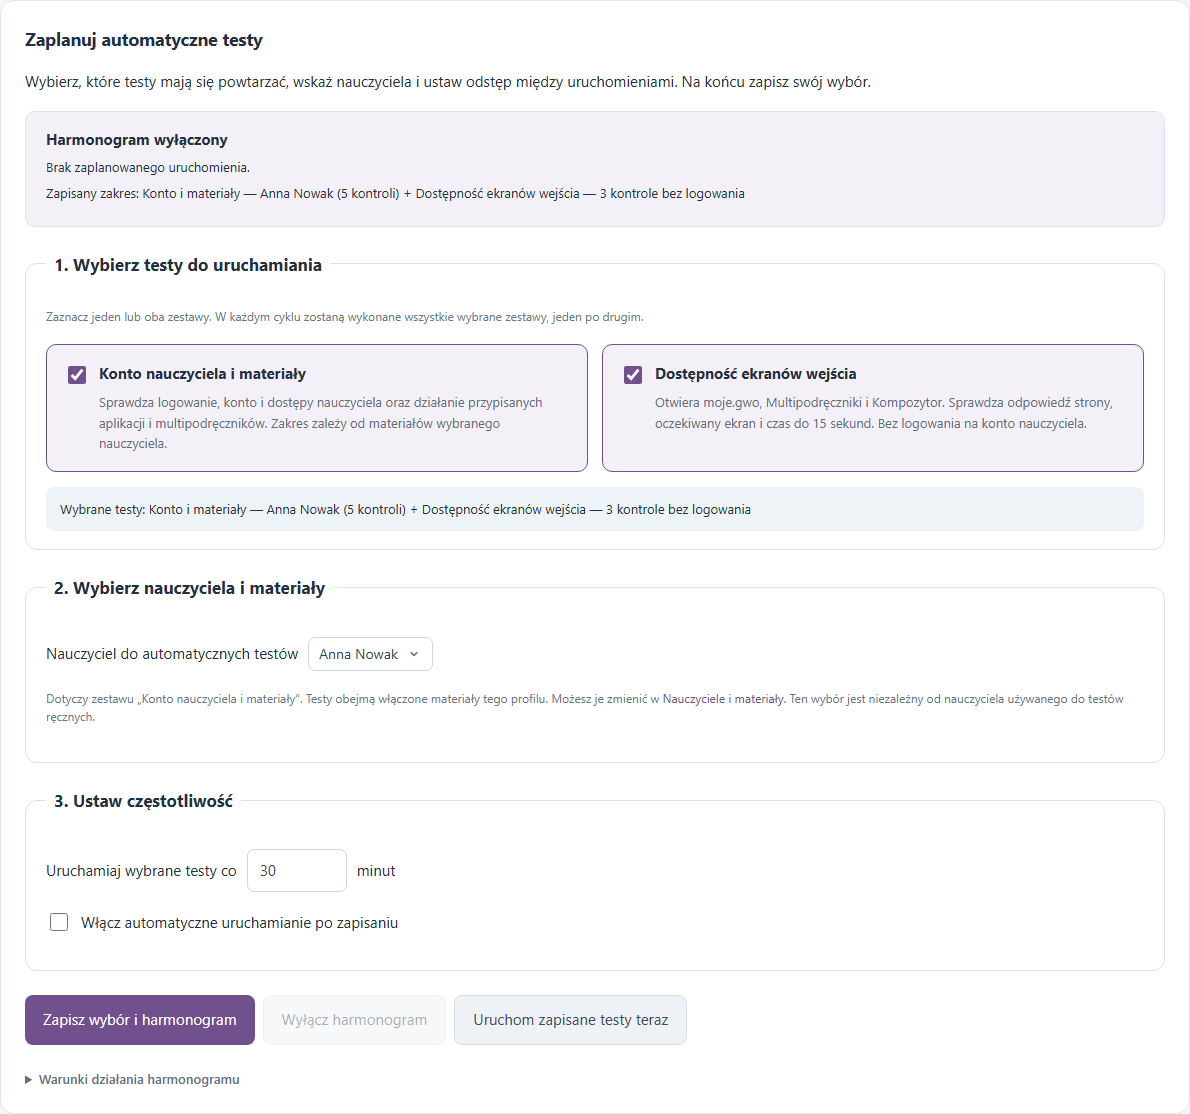 Zaplanuj automatyczne testy
Wybierz, które testy mają się powtarzać, wskaż nauczyciela i ustaw odstęp między uruchomieniami. Na końcu zapisz swój wybór.
Harmonogram wyłączony
Brak zaplanowanego uruchomienia.
Zapisany zakres: Konto i materiały — Anna Nowak (5 kontroli) + Dostępność ekranów wejścia — 3 kontrole bez logowania
1. Wybierz testy do uruchamiania
Zaznacz jeden lub oba zestawy. W każdym cyklu zostaną wykonane wszystkie wybrane zestawy, jeden po drugim.
Konto nauczyciela i materiały
Sprawdza logowanie, konto i dostępy nauczyciela oraz działanie przypisanych
aplikacji i multipodręczników. Zakres zależy od materiałów wybranego
nauczyciela.
Dostępność ekranów wejścia
Otwiera moje.gwo, Multipodręczniki i Kompozytor. Sprawdza odpowiedź strony,
oczekiwany ekran i czas do 15 sekund. Bez logowania na konto nauczyciela.
Wybrane testy: Konto i materiały — Anna Nowak (5 kontroli) + Dostępność ekranów wejścia — 3 kontrole bez logowania
2. Wybierz nauczyciela i materiały
Nauczyciel do automatycznych testów Anna Nowak
Dotyczy zestawu „Konto nauczyciela i materiały”. Testy obejmą włączone materiały tego profilu. Możesz je zmienić w Nauczyciele i materiały. Ten wybór jest niezależny od nauczyciela używanego do testów
ręcznych.
3. Ustaw częstotliwość
Uruchamiaj wybrane testy co 30 minut
Włącz automatyczne uruchamianie po zapisaniu
Zapisz wybór i harmonogram Wyłącz harmonogram Uruchom zapisane testy teraz
Warunki działania harmonogramu